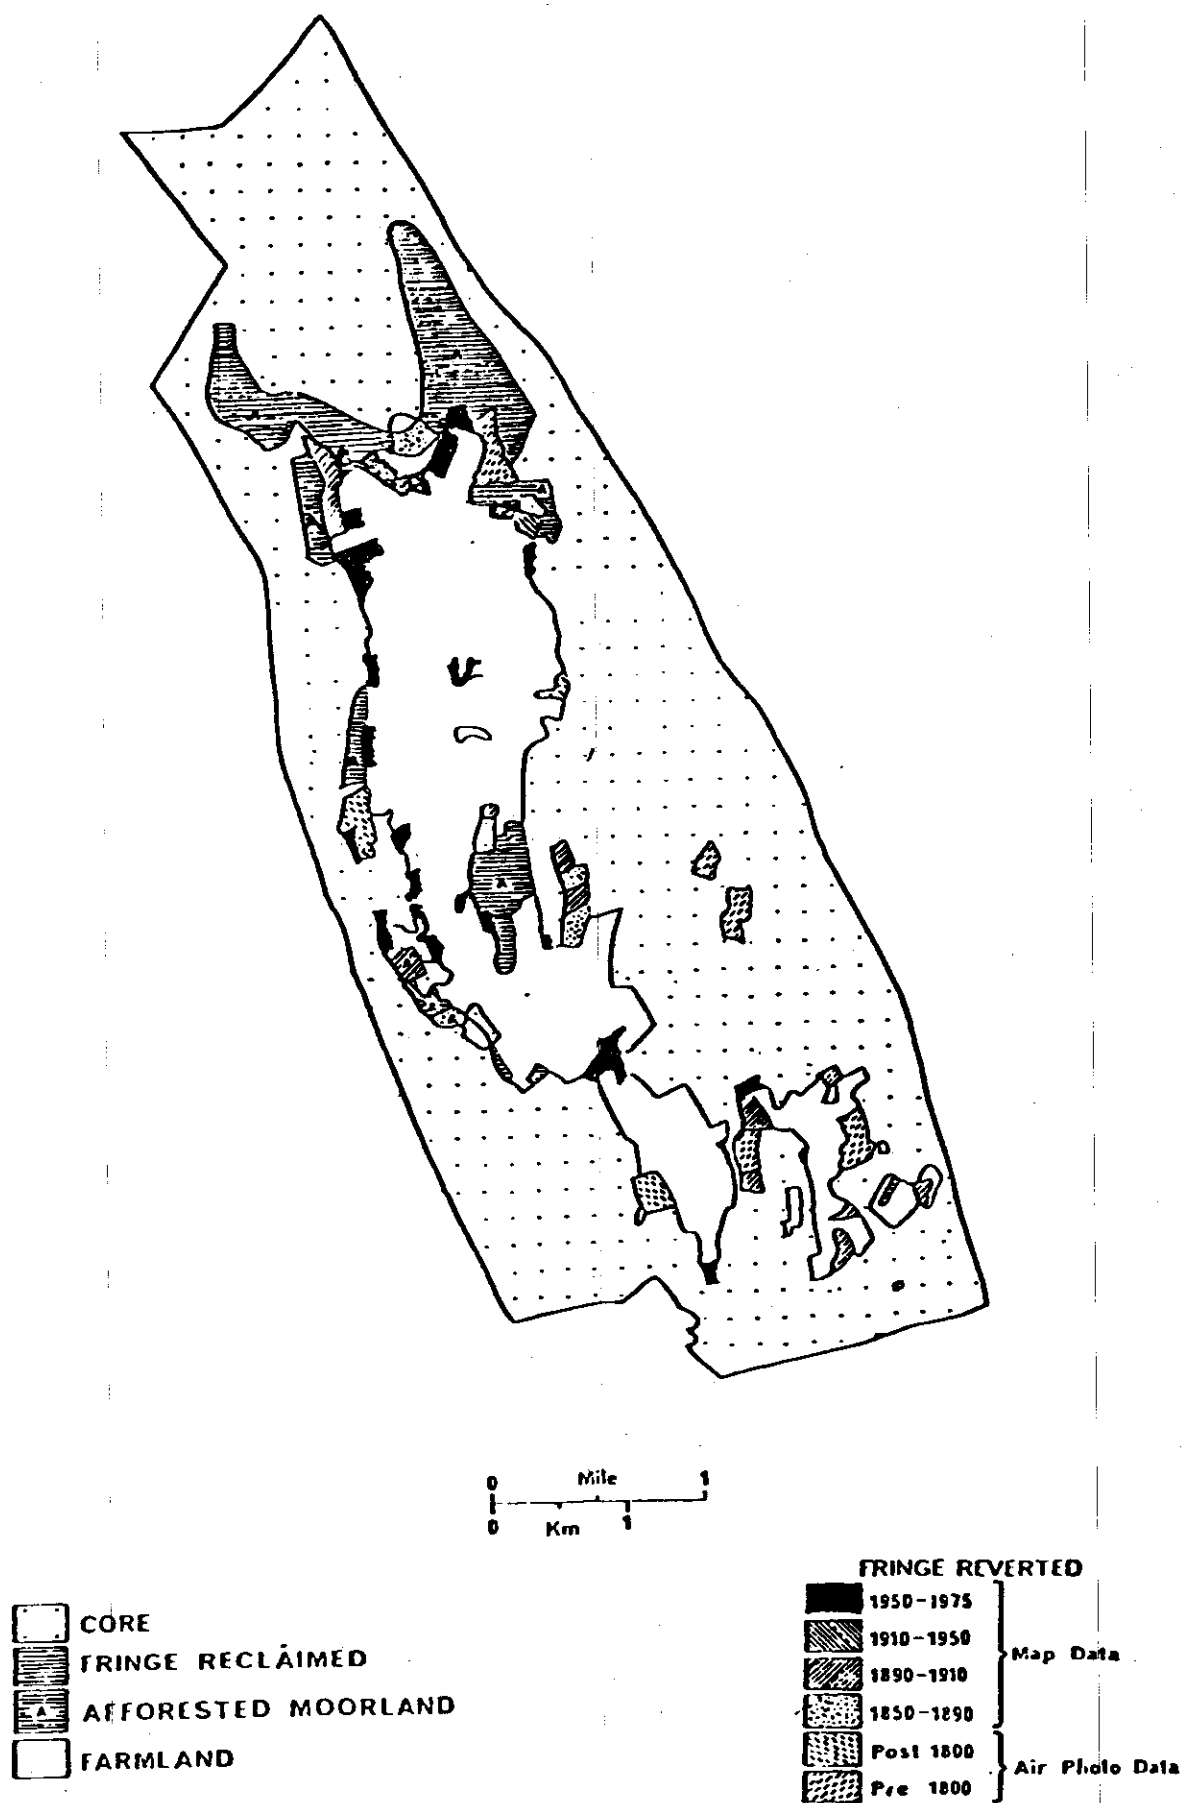 0 Mile 1
0 Km 1
CORE
FRINGE RECLAIMED
AFFORESTED MOORLAND
FARMLAND
FRINGE REVERTED
1950-1975
1910-1950
1890-1910
1850-1890
Map Data
Post 1800
Pre 1800
Air Photo Data